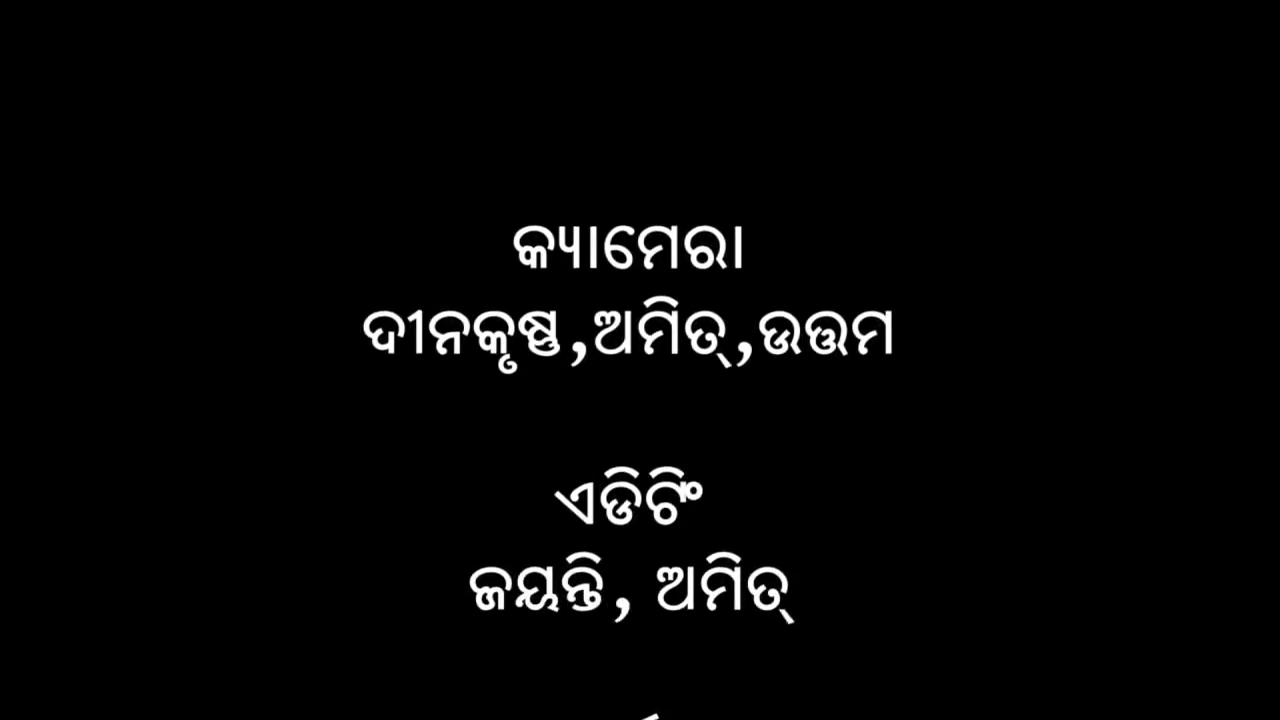 କ୍ୟାମେରା
ଦୀନକୃଷ୍ଣ,ଅମିତ୍,ଉତ୍ତମ
ଏଡିଟିଂ
ଜୟନ୍ତି, ଅମିତ୍